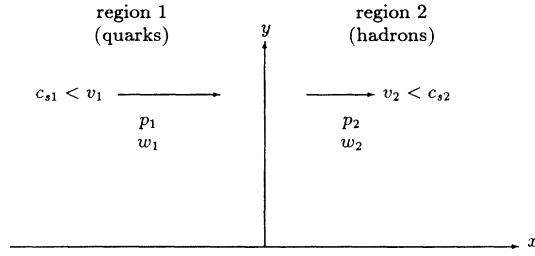 region 1 region 2
(quarks) y (hadrons)
c_{s1} < v_1 v_2 < c_{s2}
p_1 p_2
w_1 w_2
x